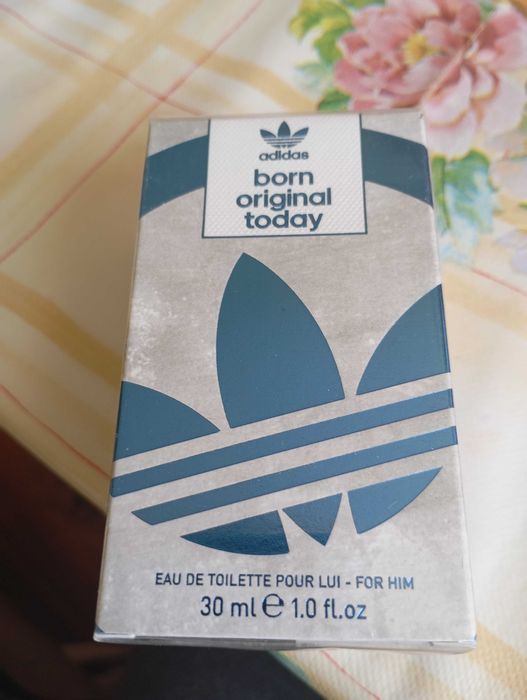 adidas
born
original
today
EAU DE TOILETTE POUR LUI - FOR HIM
30 ml ℮ 1.0 fl.oz